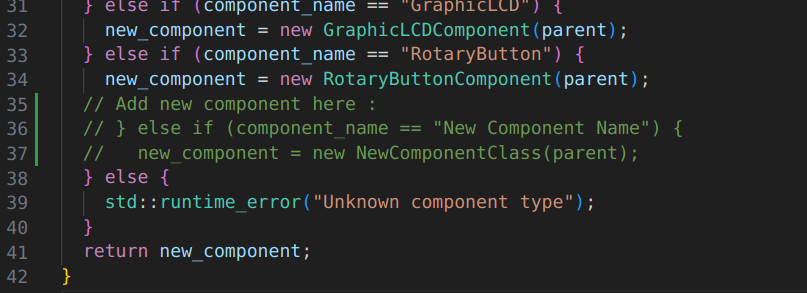 31 } else if (component_name == "GraphicLCD") {
32 new_component = new GraphicLCDComponent(parent);
33 } else if (component_name == "RotaryButton") {
34 new_component = new RotaryButtonComponent(parent);
35 // Add new component here :
36 // } else if (component_name == "New Component Name") {
37 //   new_component = new NewComponentClass(parent);
38 } else {
39 std::runtime_error("Unknown component type");
40 }
41 return new_component;
42 }